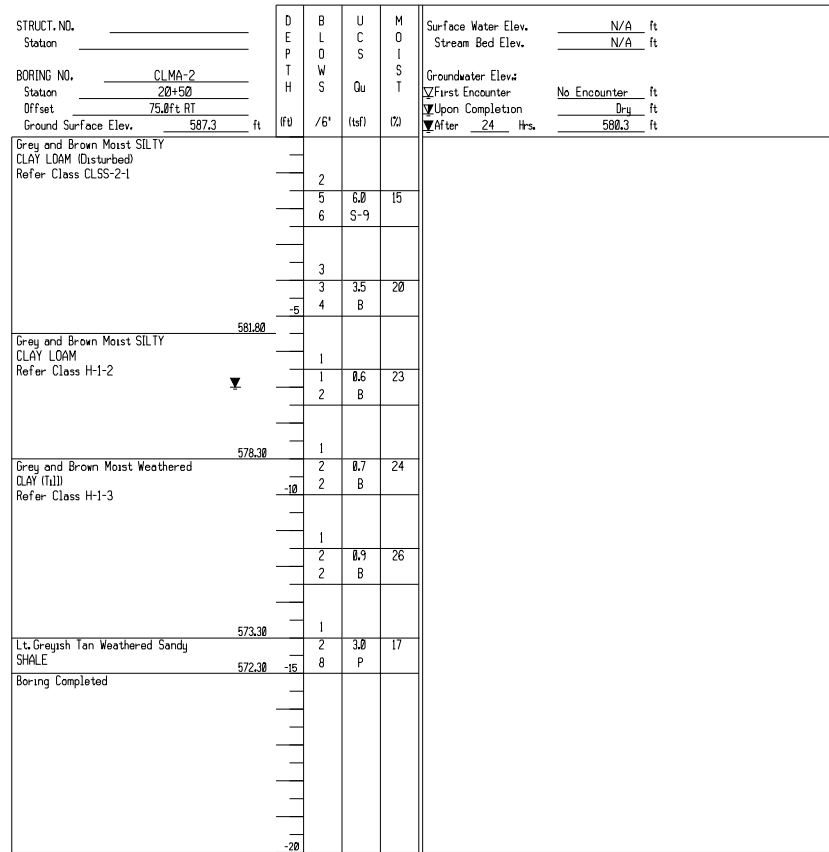 STRUCT. NO.
Station
BORING NO. CLMA-2
Station 20+50
Offset 75.0ft RT
Ground Surface Elev. 587.3 ft
DEPTH (ft)
BLOWS /6"
UCS Qu (tsf)
MOIST (%)
Surface Water Elev. N/A ft
Stream Bed Elev. N/A ft
Groundwater Elev.:
First Encounter No Encounter ft
Upon Completion Dry ft
After 24 Hrs. 580.3 ft
Grey and Brown Moist SILTY
CLAY LOAM (Disturbed)
Refer Class CLSS-2-1
2
5 6.0 15
6 S-9
3
3 3.5 20
-5 4 B
581.80
Grey and Brown Moist SILTY
CLAY LOAM
1
Refer Class H-1-2
1 0.6 23
2 B
578.30 1
Grey and Brown Moist Weathered 2 0.7 24
CLAY (Till) -10 2 B
Refer Class H-1-3
1
2 0.9 26
2 B
573.30 1
Lt. Greyish Tan Weathered Sandy 2 3.0 17
SHALE 572.30 -15 8 P
Boring Completed
-20